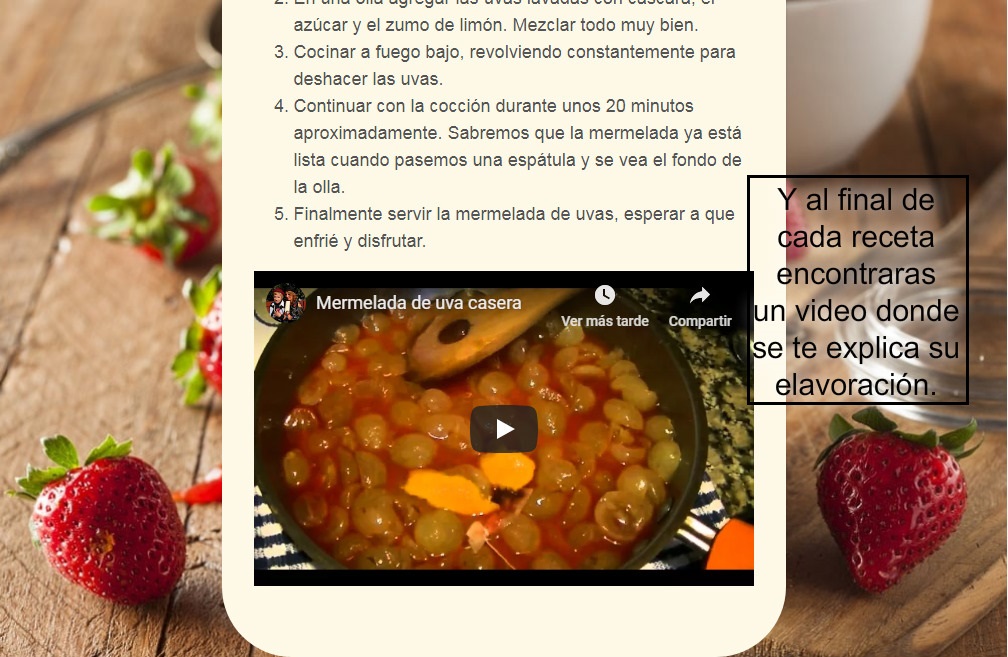 2. En una olla agregar las uvas lavadas con cáscara, el
azúcar y el zumo de limón. Mezclar todo muy bien.
3. Cocinar a fuego bajo, revolviendo constantemente para
deshacer las uvas.
4. Continuar con la cocción durante unos 20 minutos
aproximadamente. Sabremos que la mermelada ya está
lista cuando pasemos una espátula y se vea el fondo de
la olla.
5. Finalmente servir la mermelada de uvas, esperar a que
enfrié y disfrutar.
Mermelada de uva casera
Ver más tarde
Compartir
Y al final de
cada receta
encontraras
un video donde
se te explica su
elavoración.